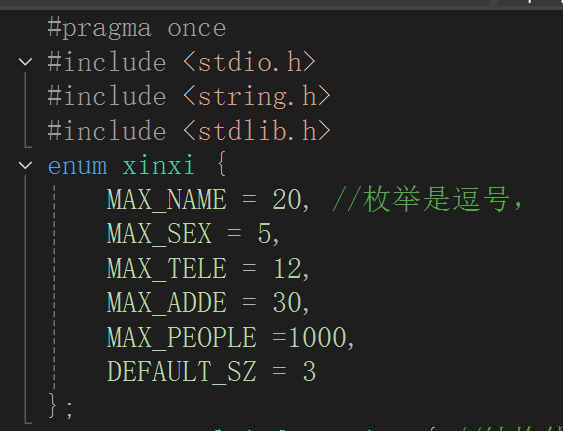 #pragma once
#include <stdio.h>
#include <string.h>
#include <stdlib.h>
enum xinxi {
MAX_NAME = 20, //枚举是逗号，
MAX_SEX = 5,
MAX_TELE = 12,
MAX_ADDE = 30,
MAX_PEOPLE =1000,
DEFAULT_SZ = 3
};